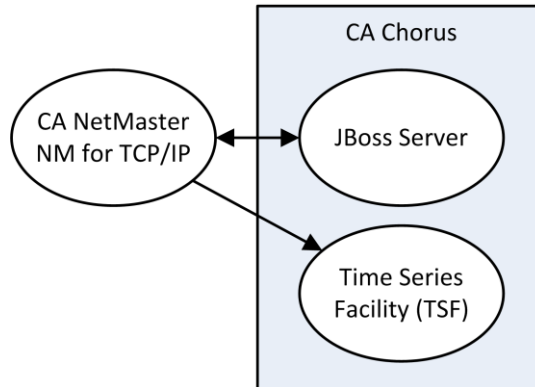 CA Chorus
CA NetMaster
NM for TCP/IP
JBoss Server
Time Series
Facility (TSF)